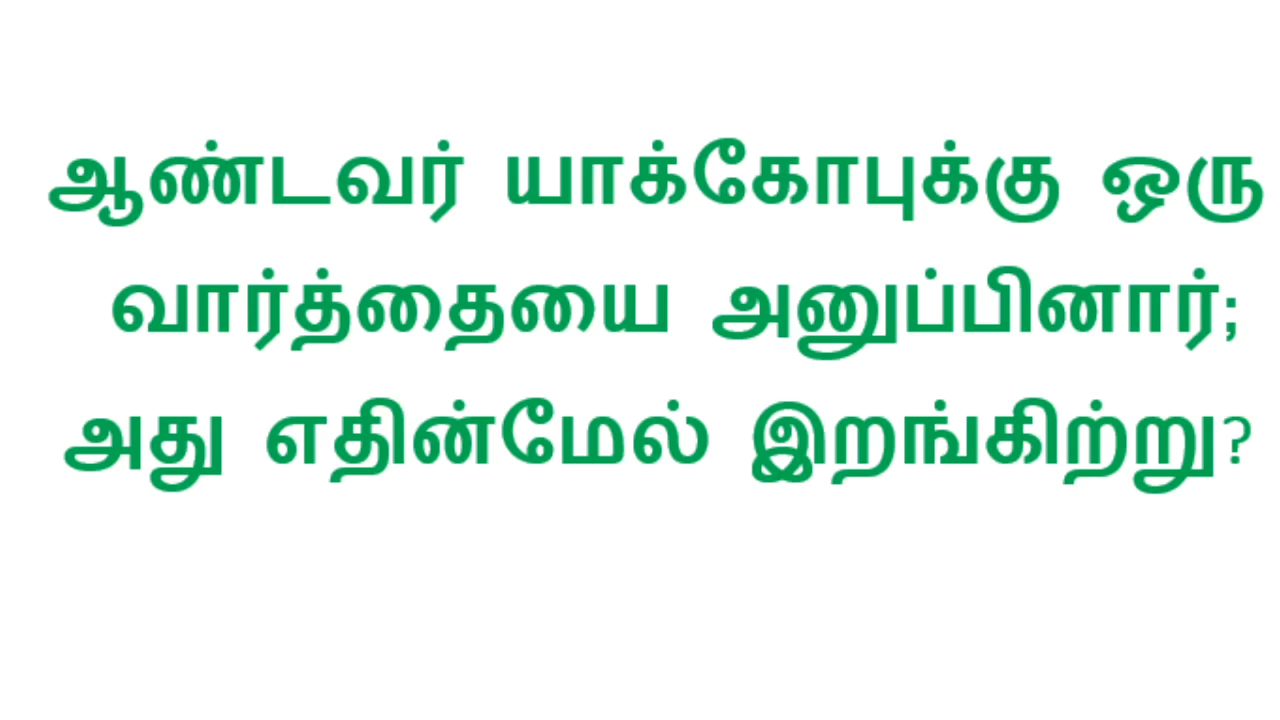 ஆண்டவர் யாக்கோபுக்கு ஒரு
வார்த்தையை அனுப்பினார்;
அது எதின்மேல் இறங்கிற்று?